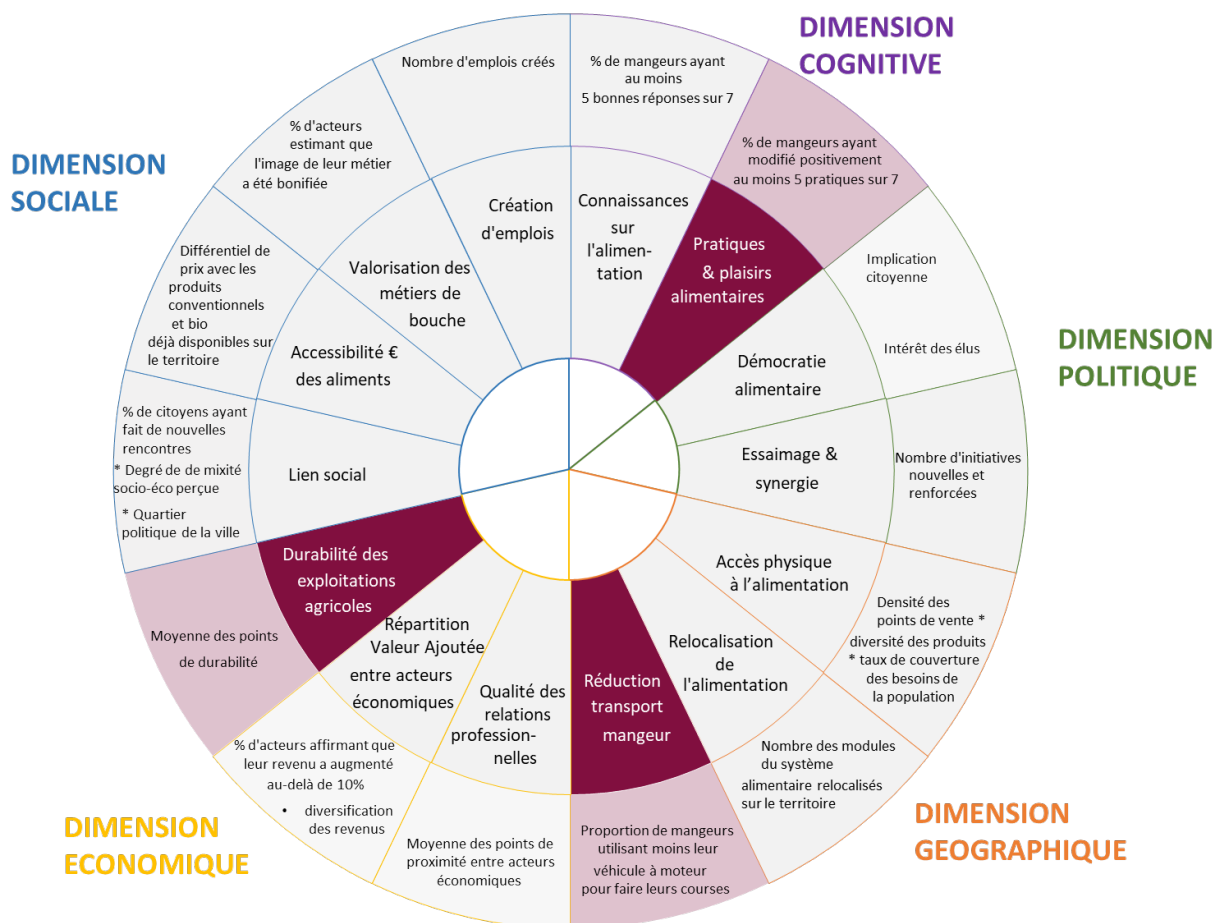 DIMENSION
COGNITIVE
Nombre d'emplois créés
% de mangeurs ayant
au moins
5 bonnes réponses sur 7
% de mangeurs ayant
modifié positivement
au moins 5 pratiques sur 7
% d'acteurs
estimant que
l'image de leur métier
a été bonifiée
DIMENSION
SOCIALE
Création
d'emplois
Connaissances
sur
l'alimen-
tation
Pratiques
& plaisirs
alimentaires
Implication
citoyenne
Intérêt des élus
DIMENSION
POLITIQUE
Différentiel de
prix avec les
produits
conventionnels
et bio
déjà disponibles sur
le territoire
Valorisation des
métiers de
bouche
Accessibilité €
des aliments
Démocratie
alimentaire
% de citoyens ayant
fait de nouvelles
rencontres
* Degré de de mixité
socio-éco perçue
* Quartier
politique de la ville
Lien social
Essaimage &
synergie
Nombre d'initiatives
nouvelles et
renforcées
Durabilité des
exploitations
agricoles
Accès physique
à l’alimentation
Densité des
points de vente *
diversité des produits
* taux de couverture
des besoins de
la population
Moyenne des points
de durabilité
Répartition
Valeur Ajoutée
entre acteurs
économiques
Qualité des
relations
profession-
nelles
Réduction
transport
mangeur
Relocalisation
de
l'alimentation
% d'acteurs affirmant que
leur revenu a augmenté
au-delà de 10%
• diversification
des revenus
Moyenne des points de
proximité entre acteurs
économiques
Proportion de mangeurs
utilisant moins leur
véhicule à moteur
pour faire leurs courses
Nombre des modules
du système
alimentaire relocalisés
sur le territoire
DIMENSION
ECONOMIQUE
DIMENSION
GEOGRAPHIQUE